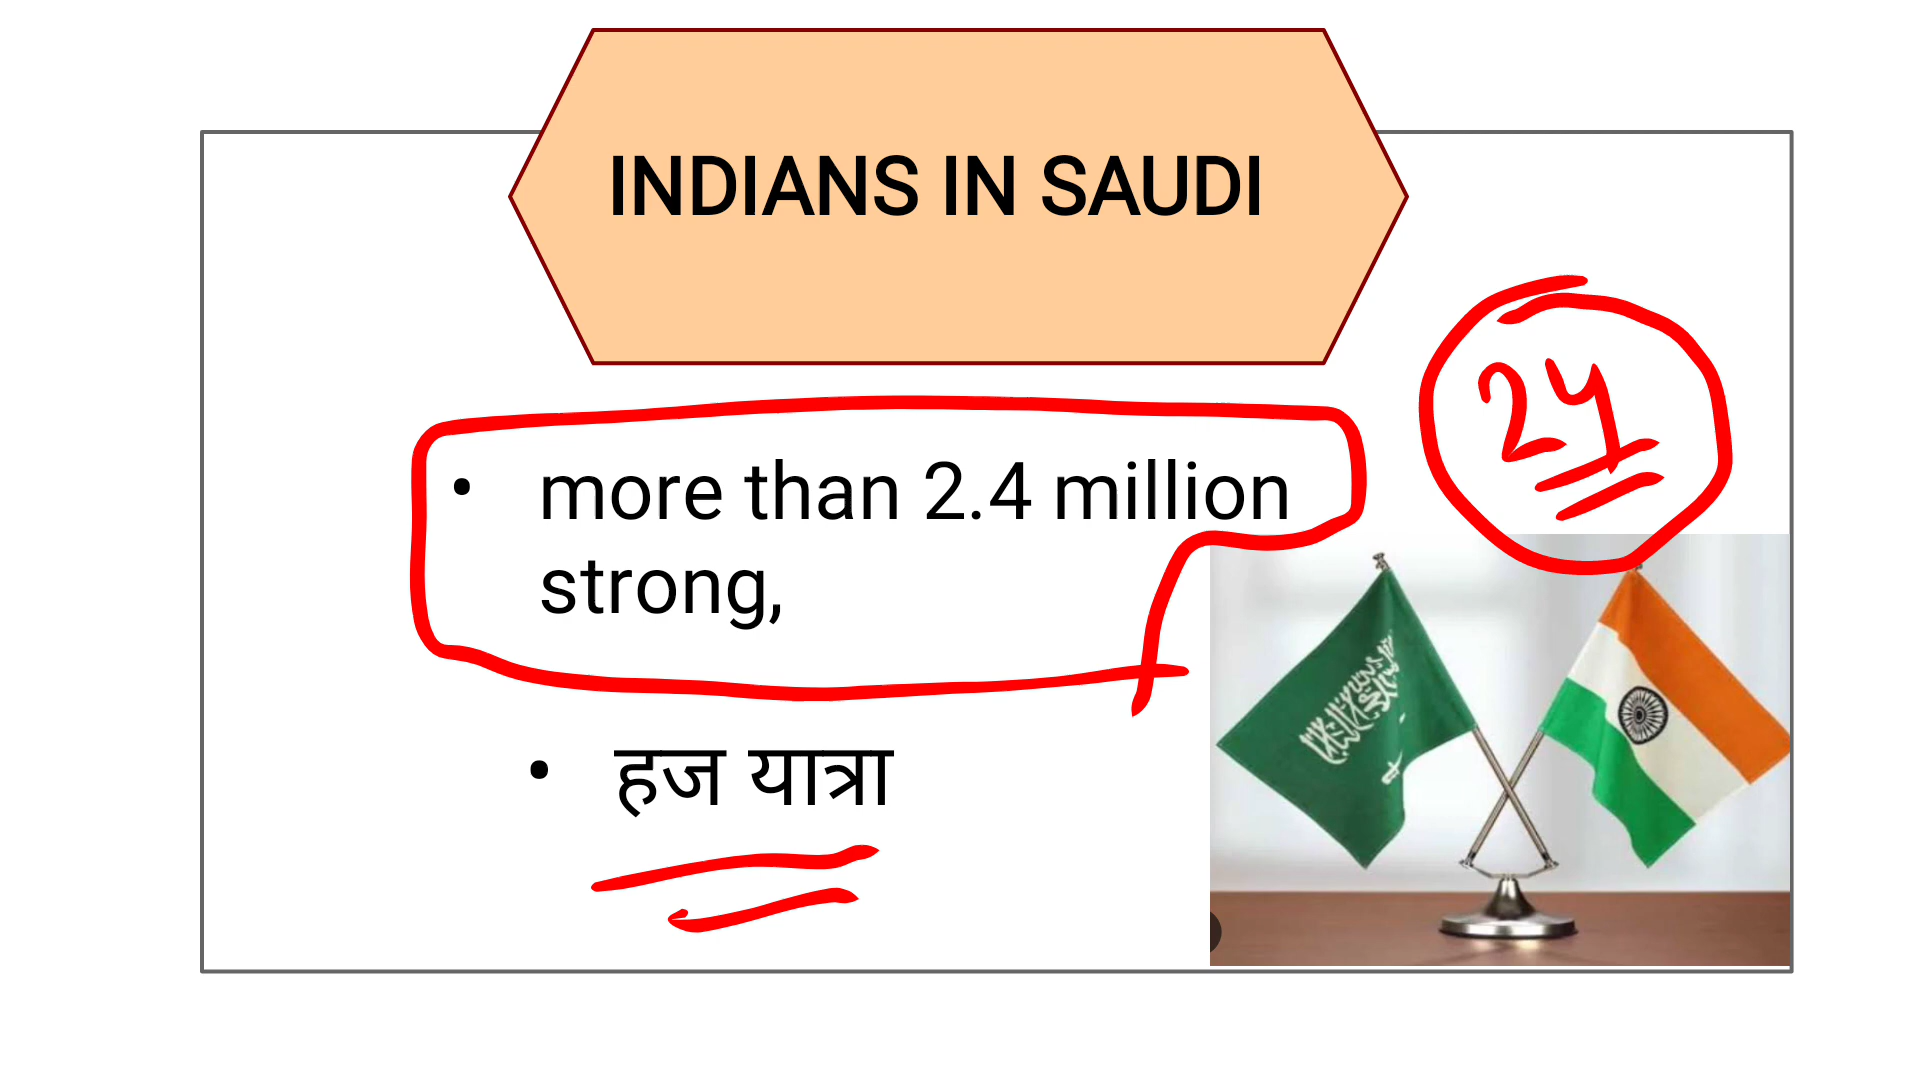 INDIANS IN SAUDI
24
• more than 2.4 million
strong,
• हज यात्रा